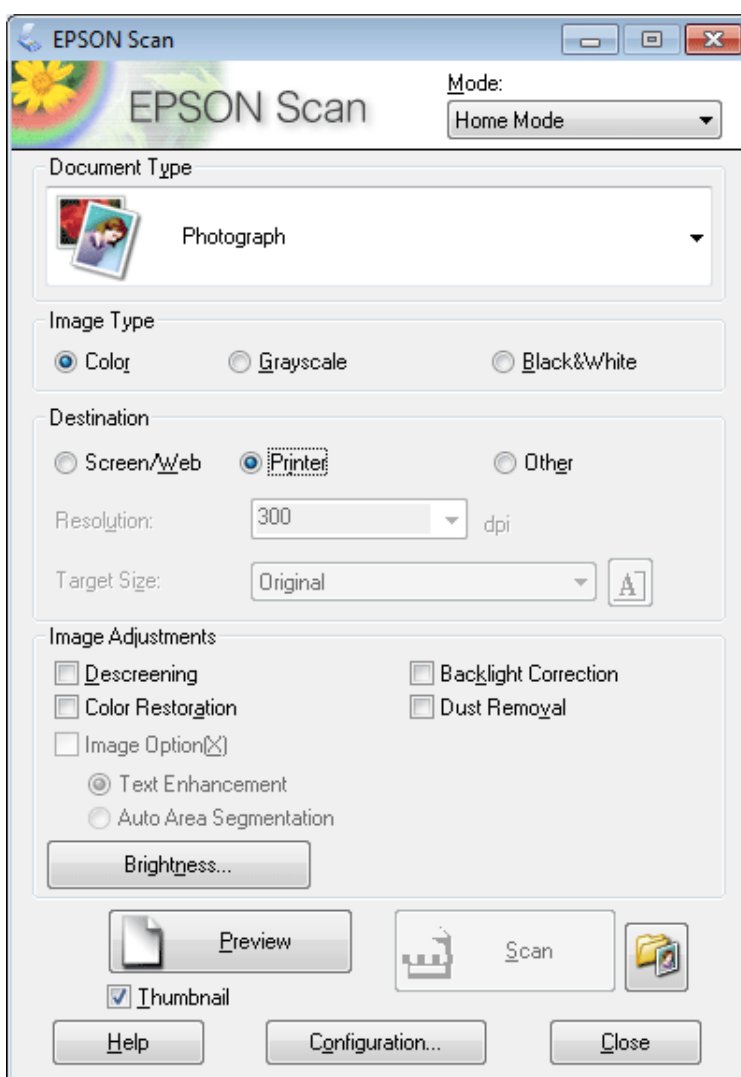 EPSON Scan
EPSON Scan
Mode:
Home Mode
Document Type
Photograph
Image Type
Color
Grayscale
Black&White
Destination
Screen/Web
Printer
Other
Resolution:
300
dpi
Target Size:
Original
A
Image Adjustments
Descreening
Backlight Correction
Color Restoration
Dust Removal
Image Option(X)
Text Enhancement
Auto Area Segmentation
Brightness...
Preview
Scan
Thumbnail
Help
Configuration...
Close